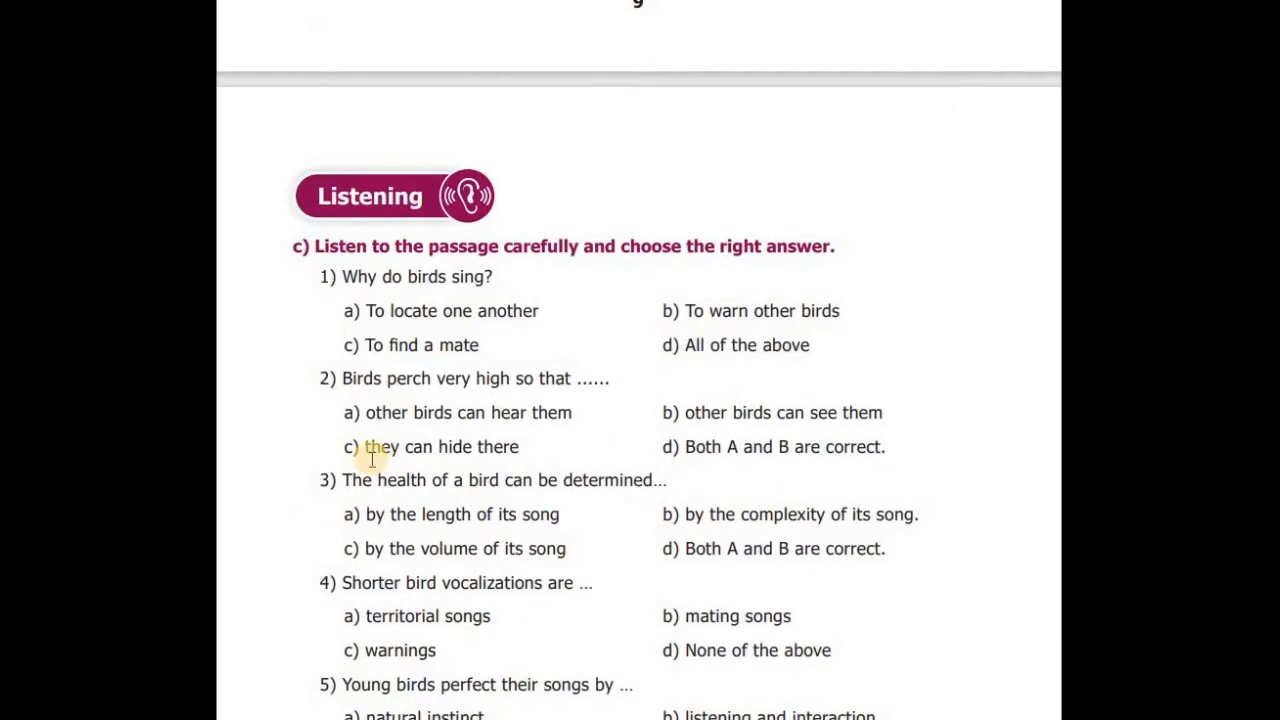 Listening
c) Listen to the passage carefully and choose the right answer.
1) Why do birds sing?
a) To locate one another b) To warn other birds
c) To find a mate d) All of the above
2) Birds perch very high so that ......
a) other birds can hear them b) other birds can see them
c) they can hide there d) Both A and B are correct.
3) The health of a bird can be determined...
a) by the length of its song b) by the complexity of its song.
c) by the volume of its song d) Both A and B are correct.
4) Shorter bird vocalizations are ...
a) territorial songs b) mating songs
c) warnings d) None of the above
5) Young birds perfect their songs by ...
a) natural instinct b) listening and interaction